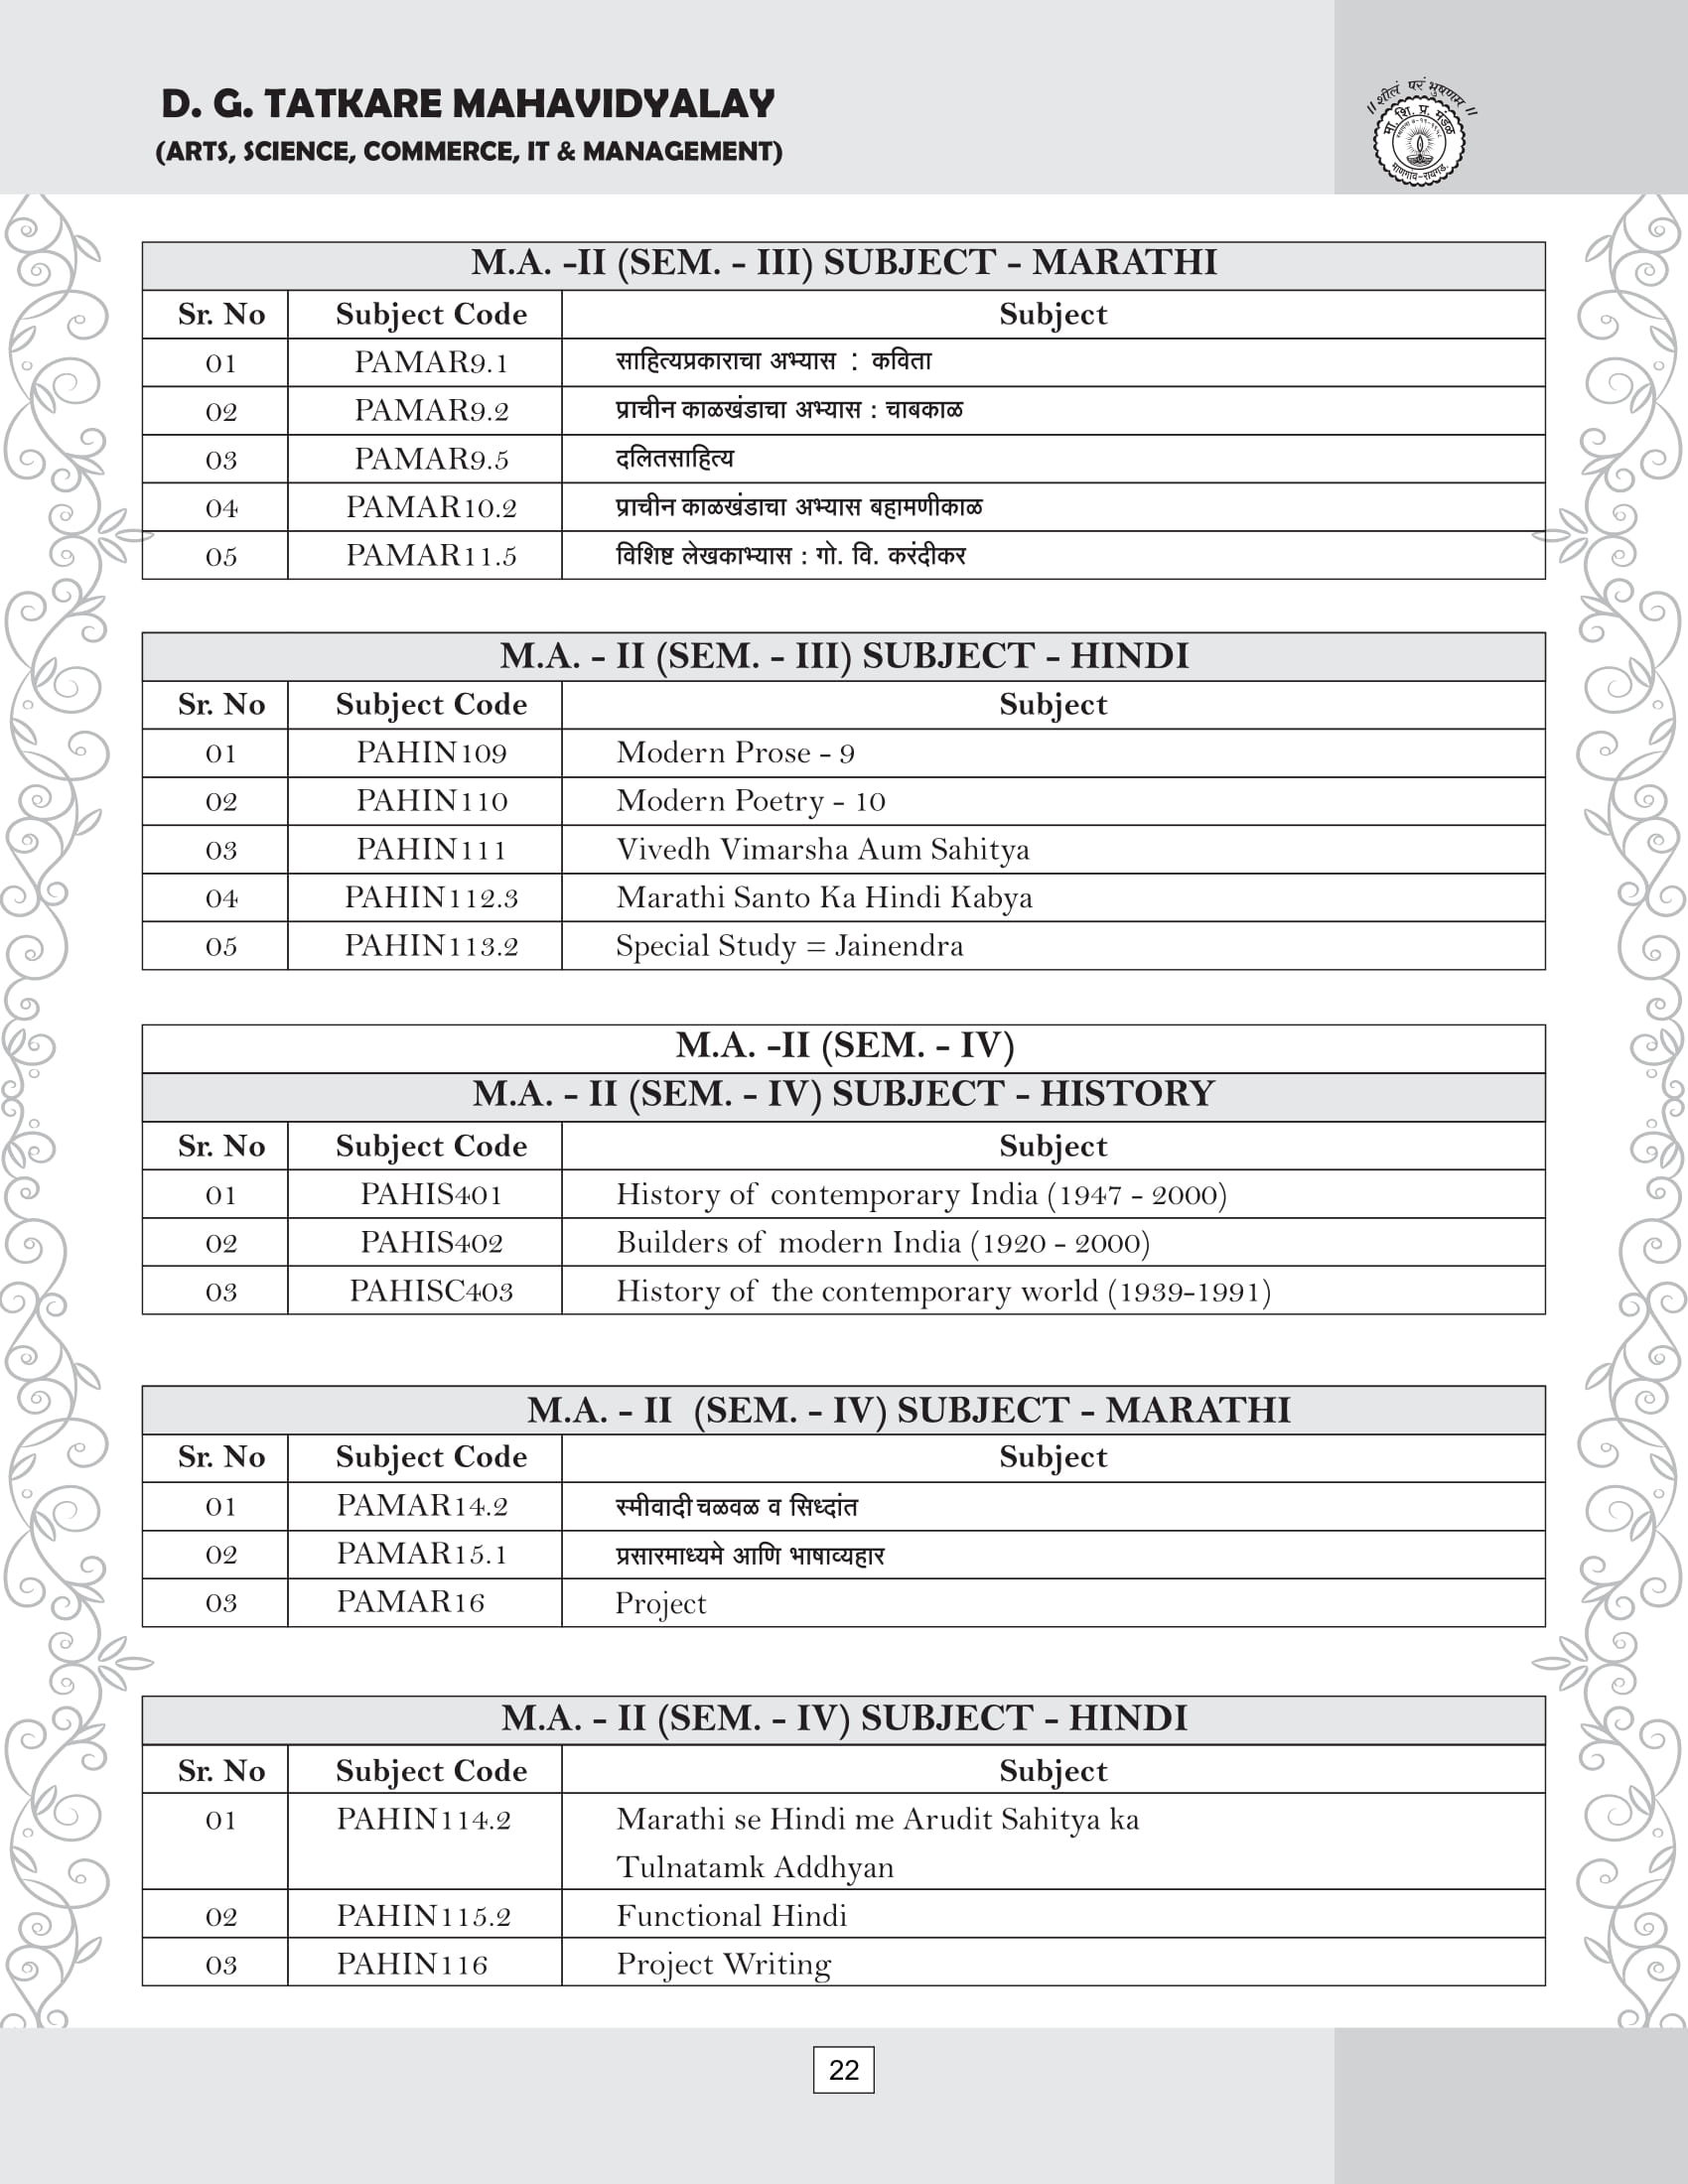 D. G. TATKARE MAHAVIDYALAY
(ARTS, SCIENCE, COMMERCE, IT & MANAGEMENT)
॥ शीलं परं भुषणम ॥
मा. शि. प्र. मंडळ
माणगांव-रायगड.
M.A. -II (SEM. - III) SUBJECT - MARATHI
Sr. No Subject Code Subject
01 PAMAR9.1 साहित्यप्रकाराचा अभ्यास : कविता
02 PAMAR9.2 प्राचीन काळखंडाचा अभ्यास : चाबकाळ
03 PAMAR9.5 दलितसाहित्य
04 PAMAR10.2 प्राचीन काळखंडाचा अभ्यास बहामणीकाळ
05 PAMAR11.5 विशिष्ट लेखकाभ्यास : गो. वि. करंदीकर
M.A. - II (SEM. - III) SUBJECT - HINDI
Sr. No Subject Code Subject
01 PAHIN109 Modern Prose - 9
02 PAHIN110 Modern Poetry - 10
03 PAHIN111 Vivedh Vimarsha Aum Sahitya
04 PAHIN112.3 Marathi Santo Ka Hindi Kabya
05 PAHIN113.2 Special Study = Jainendra
M.A. -II (SEM. - IV)
M.A. - II (SEM. - IV) SUBJECT - HISTORY
Sr. No Subject Code Subject
01 PAHIS401 History of contemporary India (1947 - 2000)
02 PAHIS402 Builders of modern India (1920 - 2000)
03 PAHISC403 History of the contemporary world (1939-1991)
M.A. - II (SEM. - IV) SUBJECT - MARATHI
Sr. No Subject Code Subject
01 PAMAR14.2 स्मीवादी चळवळ व सिध्दांत
02 PAMAR15.1 प्रसारमाध्यमे आणि भाषाव्यहार
03 PAMAR16 Project
M.A. - II (SEM. - IV) SUBJECT - HINDI
Sr. No Subject Code Subject
01 PAHIN114.2 Marathi se Hindi me Arudit Sahitya ka
Tulnatamk Addhyan
02 PAHIN115.2 Functional Hindi
03 PAHIN116 Project Writing
22